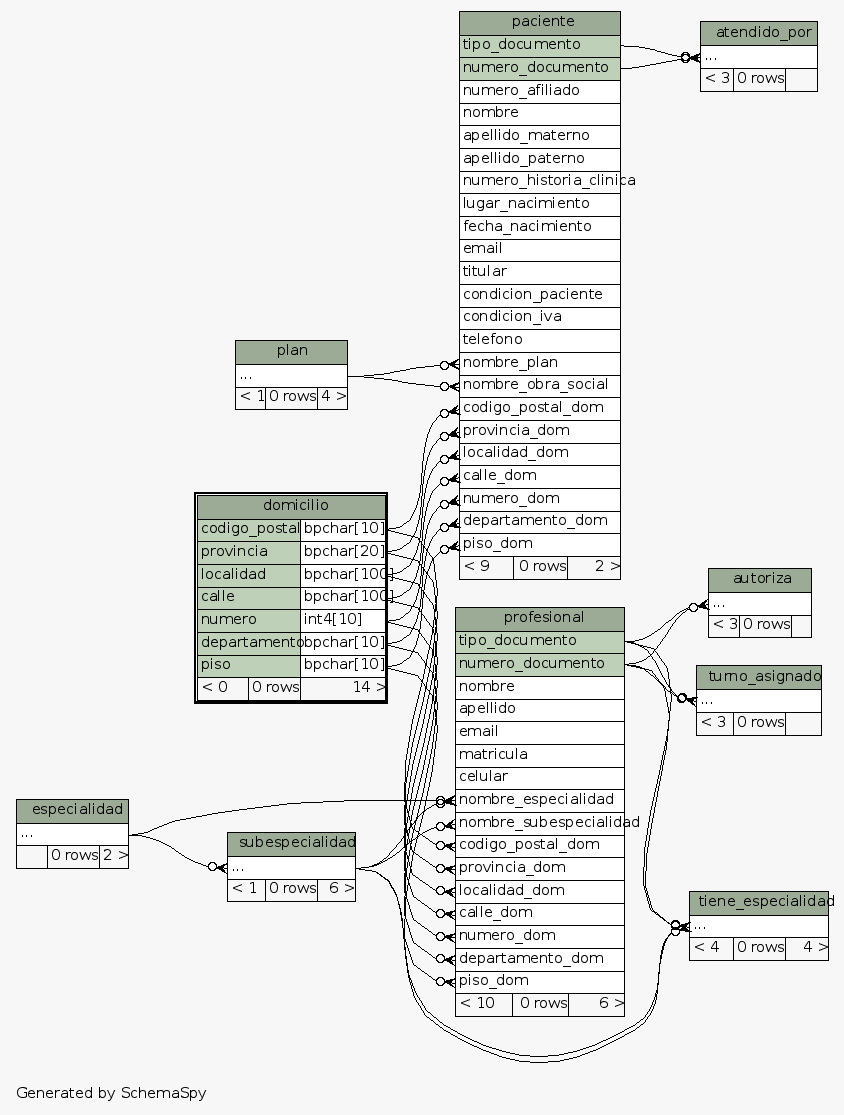 paciente
tipo_documento
numero_documento
numero_afiliado
nombre
apellido_materno
apellido_paterno
numero_historia_clinica
lugar_nacimiento
fecha_nacimiento
email
titular
condicion_paciente
condicion_iva
telefono
nombre_plan
nombre_obra_social
codigo_postal_dom
provincia_dom
localidad_dom
calle_dom
numero_dom
departamento_dom
piso_dom
< 9 0 rows 2 >
atendido_por
...
< 3 0 rows
plan
...
< 1 0 rows 4 >
domicilio
codigo_postal bpchar[10]
provincia bpchar[20]
localidad bpchar[100]
calle bpchar[100]
numero int4[10]
departamento bpchar[10]
piso bpchar[10]
< 0 0 rows 14 >
autoriza
...
< 3 0 rows
profesional
tipo_documento
numero_documento
nombre
apellido
email
matricula
celular
nombre_especialidad
nombre_subespecialidad
codigo_postal_dom
provincia_dom
localidad_dom
calle_dom
numero_dom
departamento_dom
piso_dom
< 10 0 rows 6 >
turno_asignado
...
< 3 0 rows
especialidad
...
0 rows 2 >
subespecialidad
...
< 1 0 rows 6 >
tiene_especialidad
...
< 4 0 rows 4 >
Generated by SchemaSpy